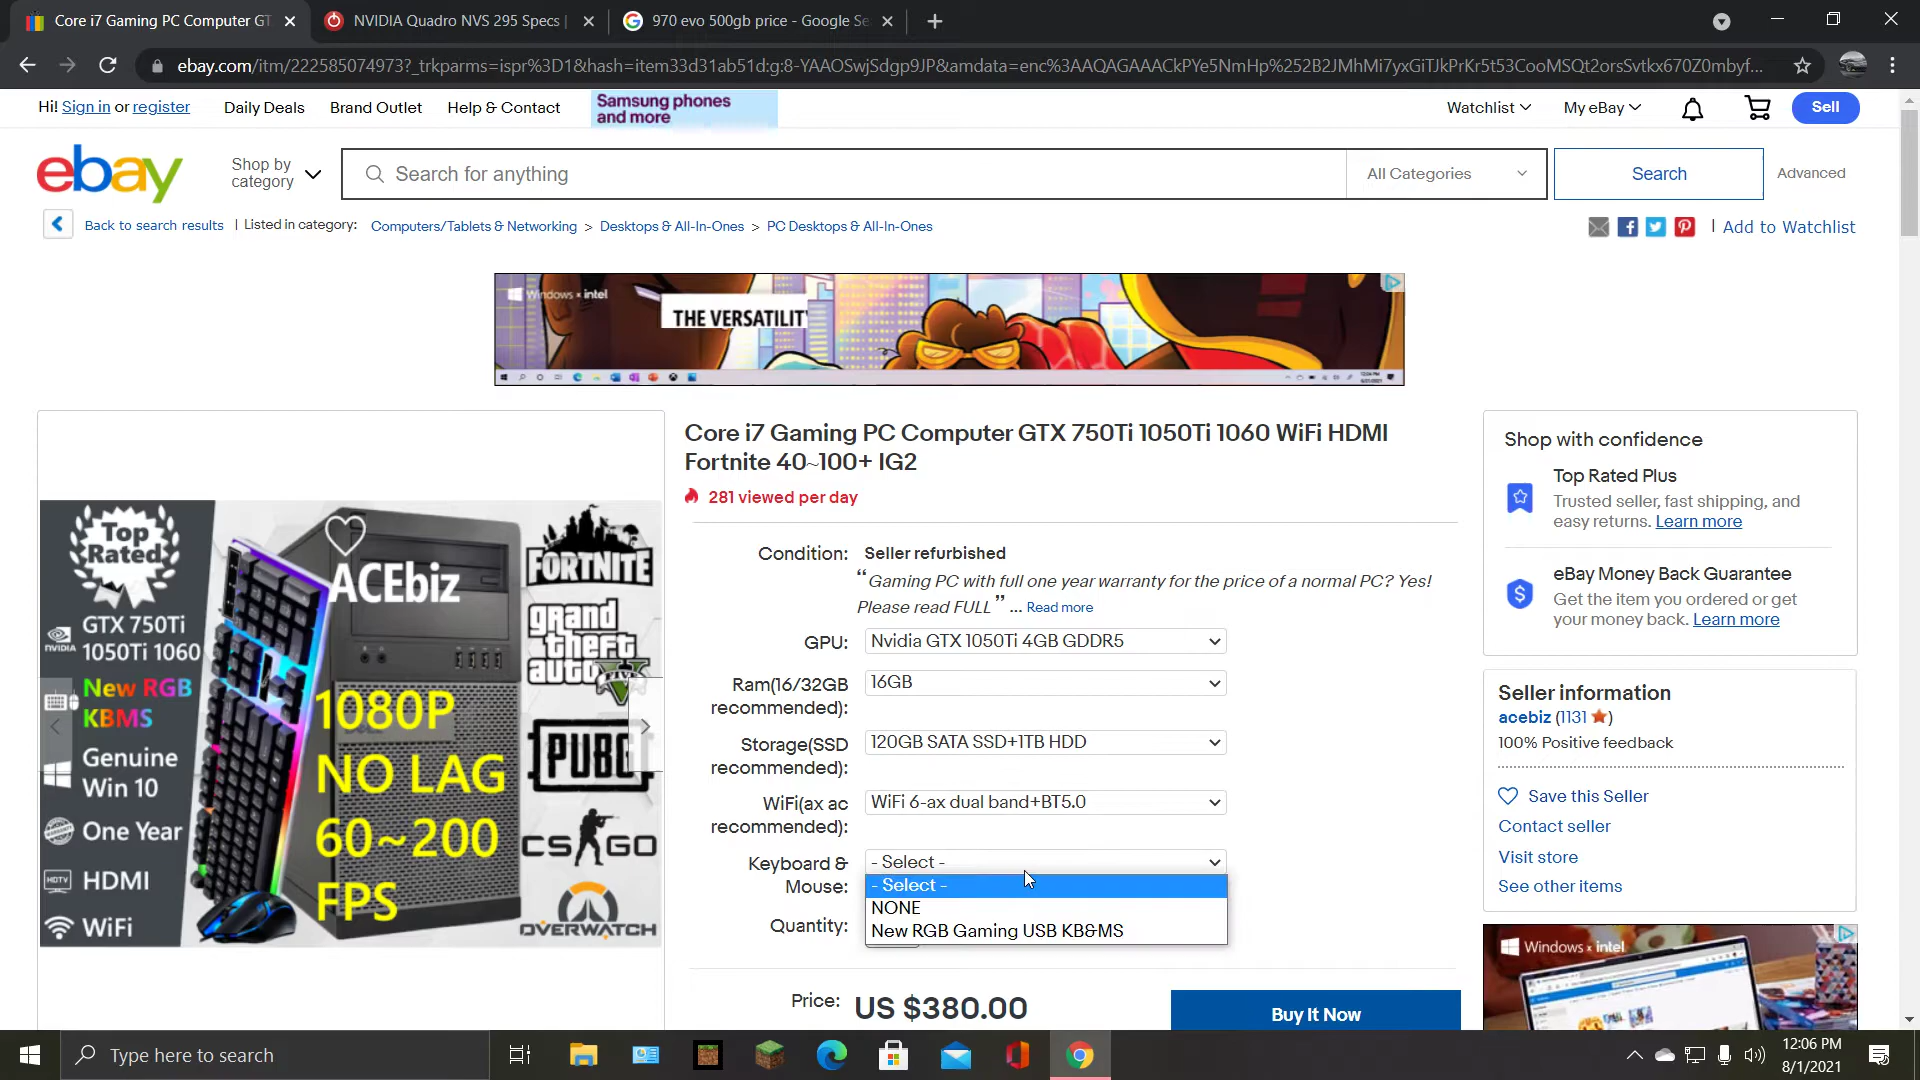 Core i7 Gaming PC Computer GT
NVIDIA Quadro NVS 295 Specs |
970 evo 500gb price - Google Se
ebay.com/itm/222585074973?_trkparms=ispr%3D1&hash=item33d31ab51d:g:8-YAAOSwjSdgp9JP&amdata=enc%3AAQAGAAACkPYe5NmHp%252B2JMhMi7yxGiTJkPrKr5t53CooMSQt2orsSvtkx670Z0mbyf...
Hi! Sign in or register
Daily Deals
Brand Outlet
Help & Contact
Samsung phones
and more
Watchlist
My eBay
Sell
ebay
Shop by
category
Search for anything
All Categories
Search
Advanced
Back to search results
| Listed in category:
Computers/Tablets & Networking > Desktops & All-In-Ones > PC Desktops & All-In-Ones
| Add to Watchlist
Windows x intel
THE VERSATILIT
Core i7 Gaming PC Computer GTX 750Ti 1050Ti 1060 WiFi HDMI
Fortnite 40~100+ IG2
281 viewed per day
Condition: Seller refurbished
“Gaming PC with full one year warranty for the price of a normal PC? Yes!
Please read FULL” ... Read more
GPU: Nvidia GTX 1050Ti 4GB GDDR5
Ram(16/32GB
recommended):
16GB
Storage(SSD
recommended):
120GB SATA SSD+1TB HDD
WiFi(ax ac
recommended):
WiFi 6-ax dual band+BT5.0
Keyboard &
Mouse:
- Select -
- Select -
NONE
New RGB Gaming USB KB&MS
Quantity:
Price: US $380.00
Buy It Now
Top
Rated
ACEbiz
NVIDIA
GTX 750Ti
1050Ti 1060
New RGB
KBMS
Genuine
Win 10
One Year
HDTV
HDMI
WiFi
1080P
NO LAG
60~200
FPS
FORTNITE
grand
theft
auto
V
PUBG
CS GO
OVERWATCH
Shop with confidence
Top Rated Plus
Trusted seller, fast shipping, and
easy returns. Learn more
eBay Money Back Guarantee
Get the item you ordered or get
your money back. Learn more
Seller information
acebiz (1131)
100% Positive feedback
Save this Seller
Contact seller
Visit store
See other items
Windows x intel
Type here to search
12:06 PM
8/1/2021